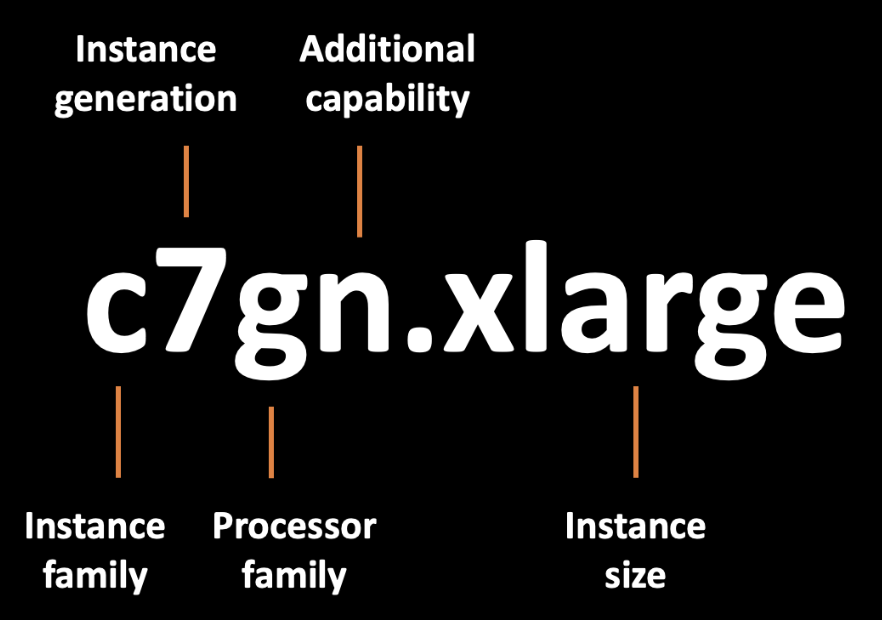 Instance
generation
Additional
capability
c7gn.xlarge
Instance
family
Processor
family
Instance
size